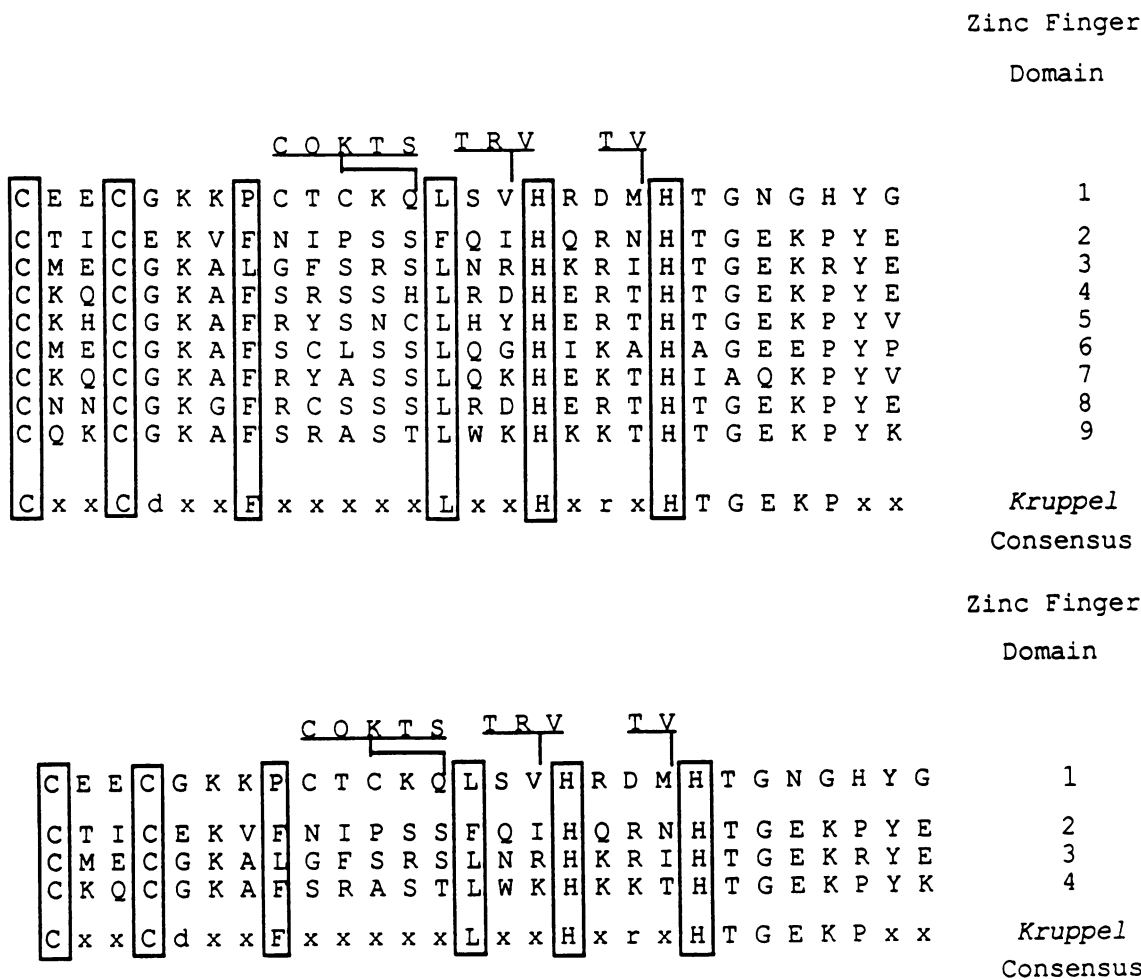 Zinc Finger
Domain
C O K T S T R V T V
C E E C G K K P C T C K Q L S V H R D M H T G N G H Y G 1
C T I C E K V F N I P S S F Q I H Q R N H T G E K P Y E 2
C M E C G K A L G F S R S L N R H K R I H T G E K R Y E 3
C K Q C G K A F S R S S H L R D H E R T H T G E K P Y E 4
C K H C G K A F R Y S N C L H Y H E R T H T G E K P Y V 5
C M E C G K A F S C L S S L Q G H I K A H A G E E P Y P 6
C K Q C G K A F R Y A S S L Q K H E K T H I A Q K P Y V 7
C N N C G K G F R C S S S L R D H E R T H T G E K P Y E 8
C Q K C G K A F S R A S T L W K H K K T H T G E K P Y K 9
C x x C d x x F x x x x x L x x H x r x H T G E K P x x Kruppel
Consensus
Zinc Finger
Domain
C O K T S T R V T V
C E E C G K K P C T C K Q L S V H R D M H T G N G H Y G 1
C T I C E K V F N I P S S F Q I H Q R N H T G E K P Y E 2
C M E C G K A L G F S R S L N R H K R I H T G E K R Y E 3
C K Q C G K A F S R A S T L W K H K K T H T G E K P Y K 4
C x x C d x x F x x x x x L x x H x r x H T G E K P x x Kruppel
Consensus